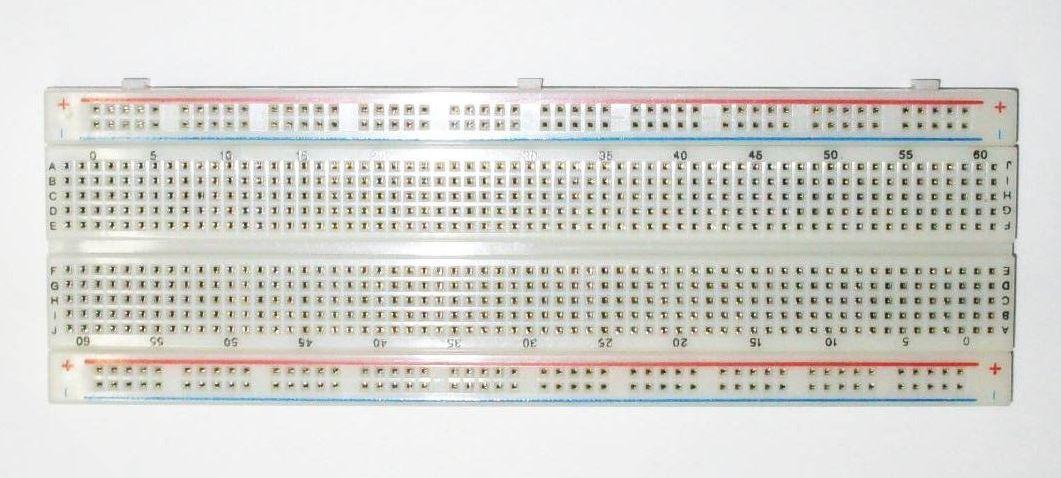 + +
− −
0 5 10 15 20 30 35 40 45 50 55 60
A J
B I
C H
D G
E F
F E
G D
H C
I B
J A
60 55 50 45 40 35 30 25 20 15 10 5 0
+ +
− −